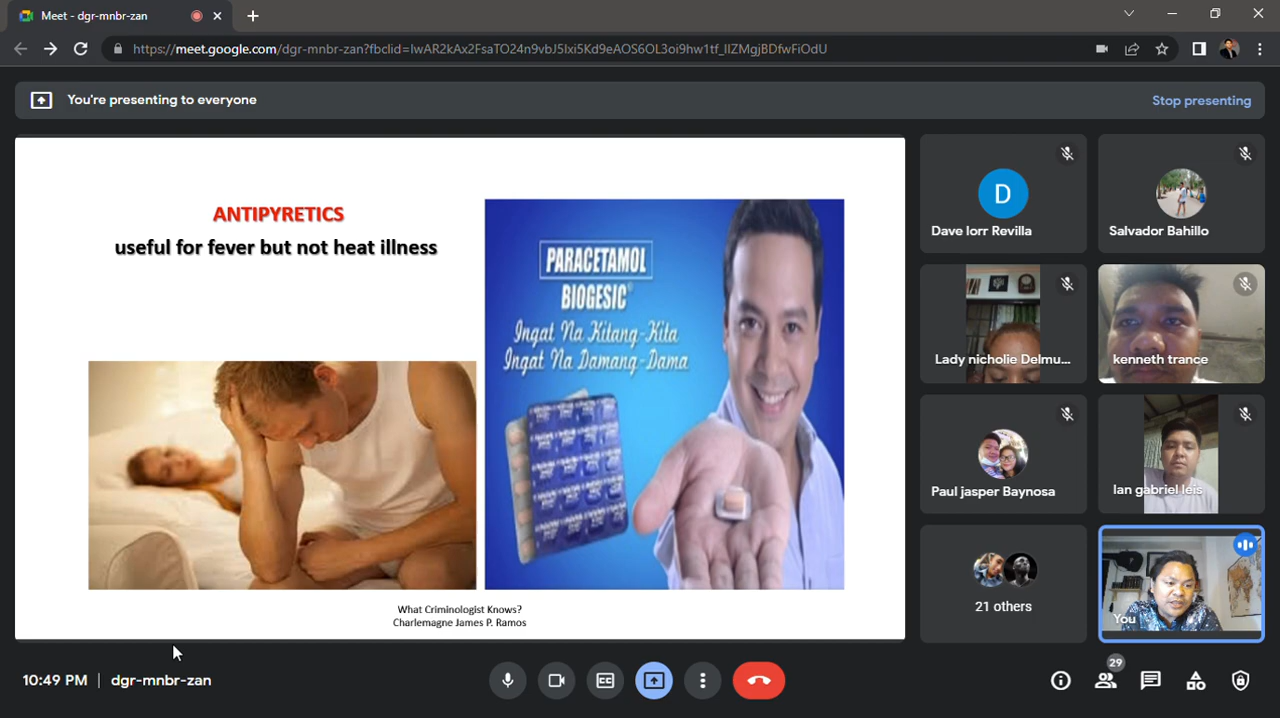 Meet - dgr-mnbr-zan
https://meet.google.com/dgr-mnbr-zan?fbclid=IwAR2kAx2FsaTO24n9vbJ5Ixi5Kd9eAOS6OL3oi9hw1tf_IIZMgjBDfwFiOdU
You're presenting to everyone
Stop presenting
ANTIPYRETICS
useful for fever but not heat illness
PARACETAMOL
BIOGESIC®
Ingat Na Kitang-Kita
Ingat Na Damang-Dama
What Criminologist Knows?
Charlemagne James P. Ramos
D
Dave lorr Revilla
Salvador Bahillo
Lady nicholie Delmu...
kenneth trance
Paul jasper Baynosa
Ian gabriel leis
21 others
You
10:49 PM | dgr-mnbr-zan
29